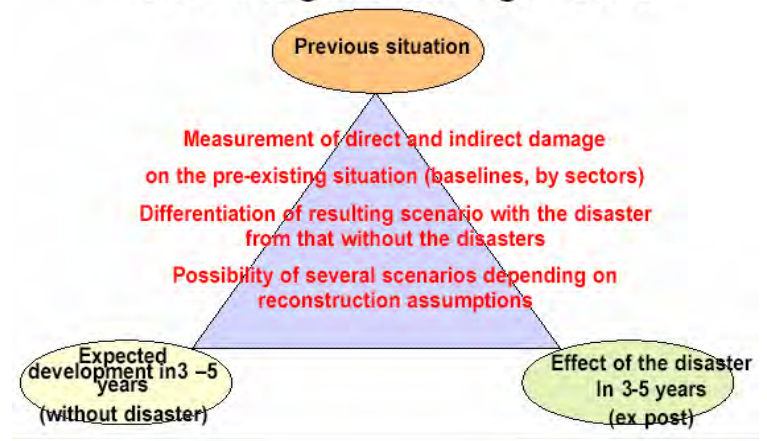 Previous situation
Measurement of direct and indirect damage
on the pre-existing situation (baselines, by sectors)
Differentiation of resulting scenario with the disaster
from that without the disasters
Possibility of several scenarios depending on
reconstruction assumptions
Expected
development in3 –5
years
(without disaster)
Effect of the disaster
In 3-5 years
(ex post)